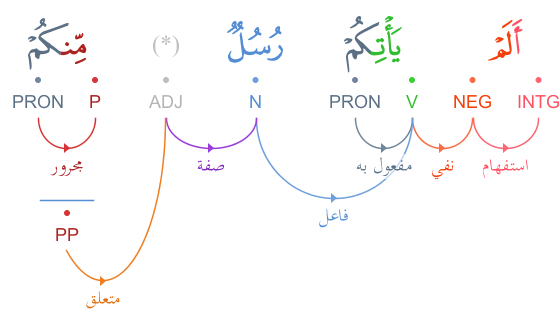 أَلَمْ يَأْتِكُمْ رُسُلٌ (*) مِّنكُمْ
INTG NEG V PRON N ADJ P PRON
استفهام نفي مفعول به صفة مجرور
فاعل
PP
متعلق